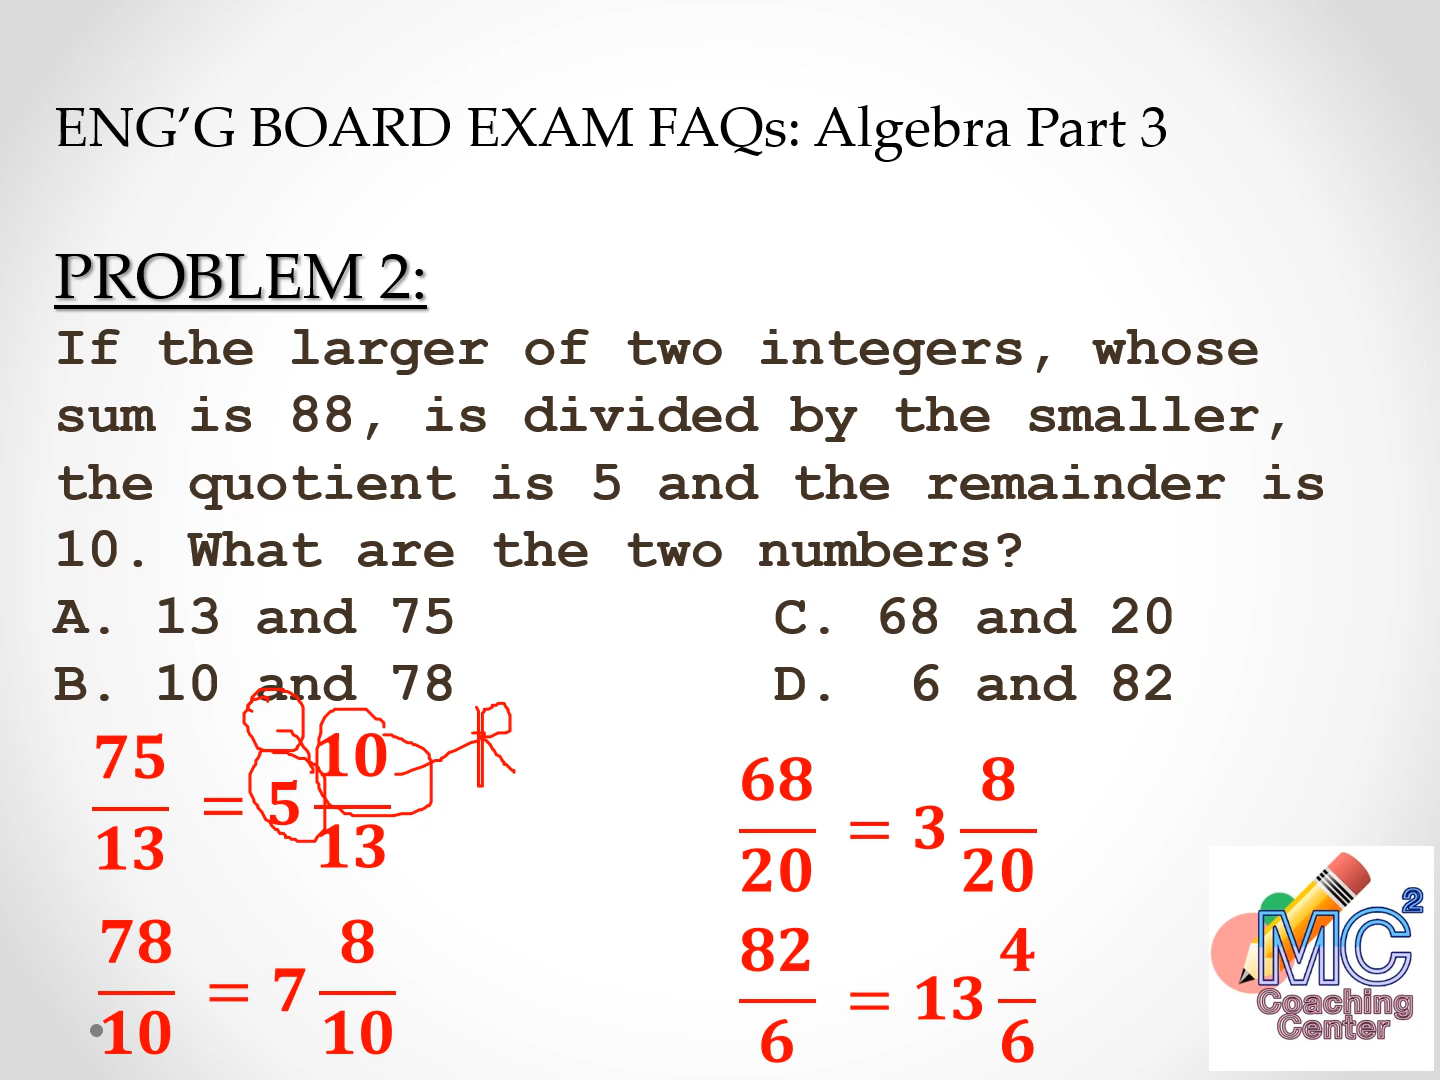 ENG’G BOARD EXAM FAQs: Algebra Part 3
PROBLEM 2:
If the larger of two integers, whose
sum is 88, is divided by the smaller,
the quotient is 5 and the remainder is
10. What are the two numbers?
A. 13 and 75 C. 68 and 20
B. 10 and 78 D. 6 and 82
75/13 = 5 10/13
68/20 = 3 8/20
78/10 = 7 8/10
82/6 = 13 4/6
MC²
Coaching
Center